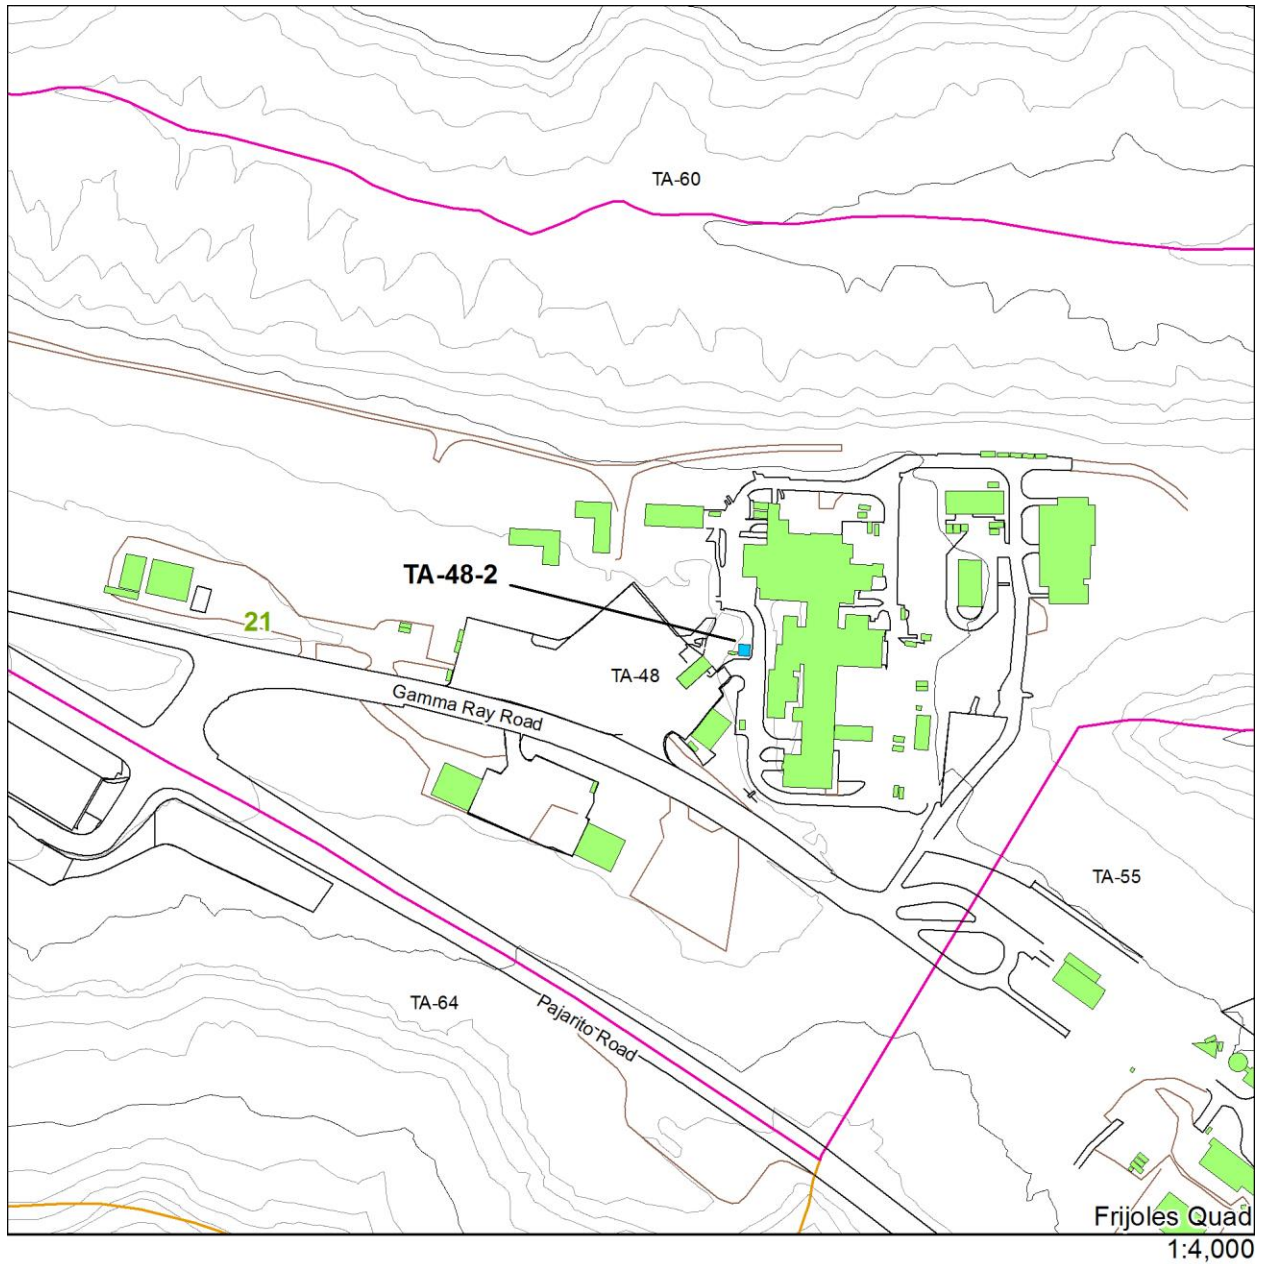 TA-60
TA-48-2
21
TA-48
Gamma Ray Road
TA-55
TA-64
Pajarito Road
Frijoles Quad
1:4,000